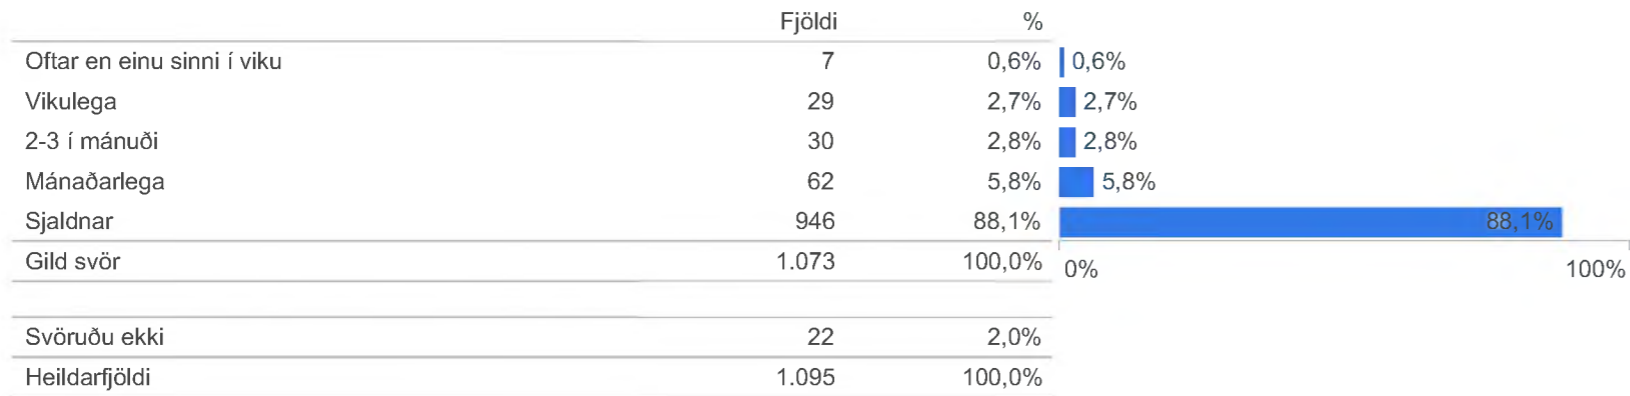 Fjöldi %
Oftar en einu sinni í viku 7 0,6% 0,6%
Vikulega 29 2,7% 2,7%
2-3 í mánuði 30 2,8% 2,8%
Mánaðarlega 62 5,8% 5,8%
Sjaldnar 946 88,1% 88,1%
Gild svör 1.073 100,0% 0% 100%
Svöruðu ekki 22 2,0%
Heildarfjöldi 1.095 100,0%